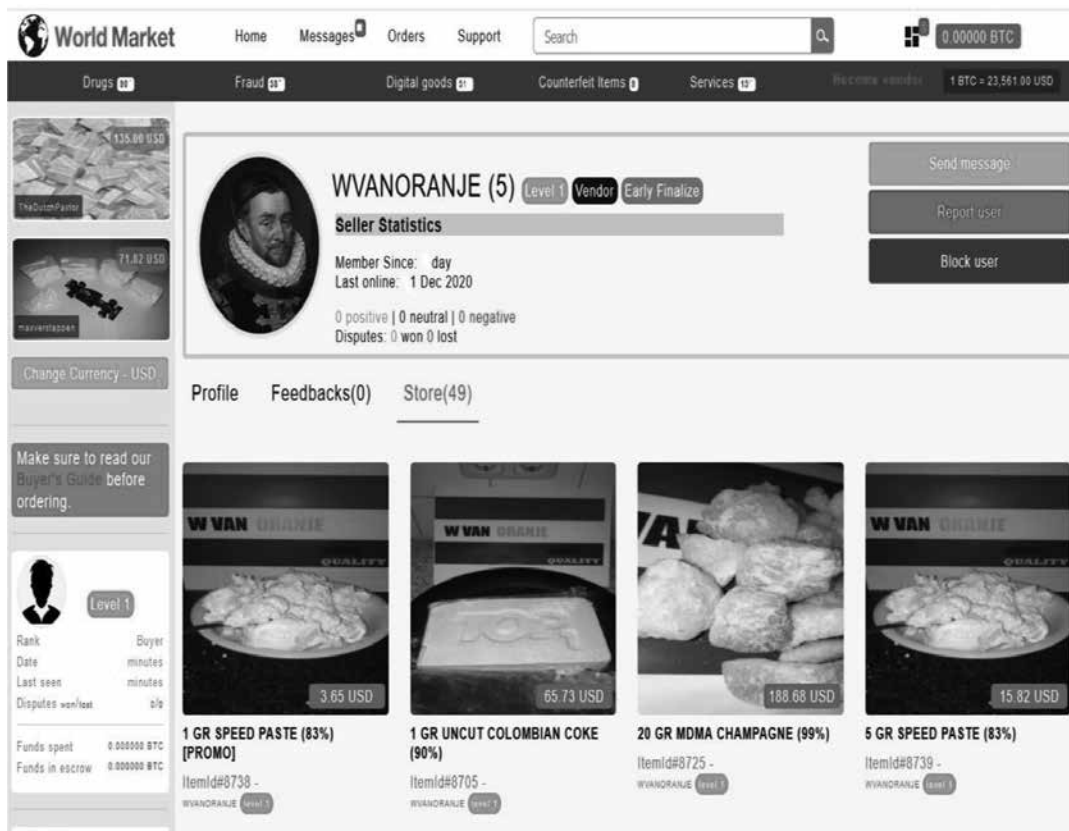 World Market
Home Messages Orders Support Search 0.00000 BTC
Drugs Fraud Digital goods 51 Counterfeit Items Services Become vendor 1 BTC = 23,561.00 USD
135.00 USD
TheDutchPastor
71.82 USD
maxverstappen
Change Currency - USD
Make sure to read our
Buyer's Guide before
ordering.
Level 1
Rank Buyer
Date minutes
Last seen minutes
Disputes won/lost 0/0
Funds spent 0.000000 BTC
Funds in escrow 0.000000 BTC
WVANORANJE (5) Level 1 Vendor Early Finalize
Seller Statistics
Member Since: day
Last online: 1 Dec 2020
0 positive | 0 neutral | 0 negative
Disputes: 0 won 0 lost
Send message
Report user
Block user
Profile Feedbacks(0) Store(49)
W VAN ORANJE
QUALITY
3.65 USD
1 GR SPEED PASTE (83%)
[PROMO]
ItemId#8738 -
WVANORANJE level 1
W VAN ORANJE
QUALITY
65.73 USD
1 GR UNCUT COLOMBIAN COKE
(90%)
ItemId#8705 -
WVANORANJE level 1
188.68 USD
20 GR MDMA CHAMPAGNE (99%)
ItemId#8725 -
WVANORANJE level 1
W VAN ORANJE
QUALITY
15.82 USD
5 GR SPEED PASTE (83%)
ItemId#8739 -
WVANORANJE level 1